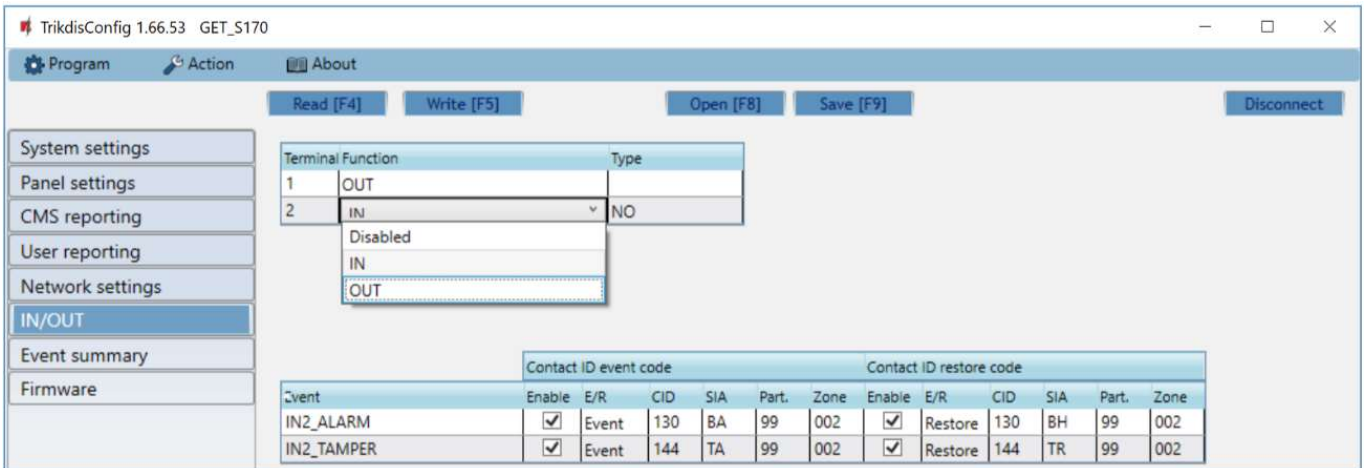 TrikdisConfig 1.66.53 GET_S170
Program Action About
Read [F4] Write [F5] Open [F8] Save [F9] Disconnect
System settings
Panel settings
CMS reporting
User reporting
Network settings
IN/OUT
Event summary
Firmware
Terminal Function Type
1 OUT
2 IN NO
Disabled
IN
OUT
Contact ID event code Contact ID restore code
Event Enable E/R CID SIA Part. Zone Enable E/R CID SIA Part. Zone
IN2_ALARM Event 130 BA 99 002 Restore 130 BH 99 002
IN2_TAMPER Event 144 TA 99 002 Restore 144 TR 99 002